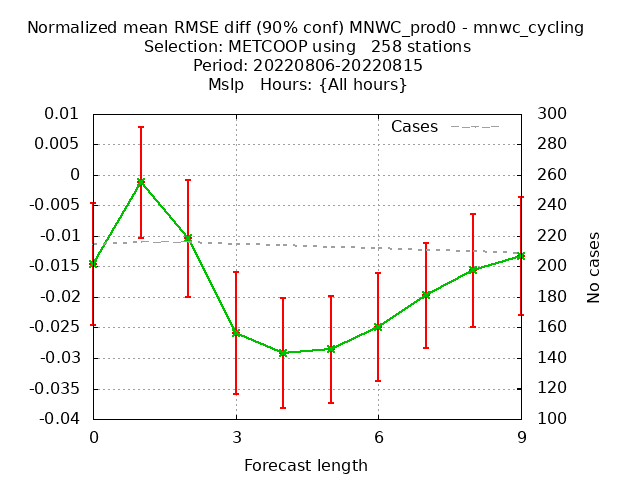 Normalized mean RMSE diff (90% conf) MNWC_prod0 - mnwc_cycling
Selection: METCOOP using   258 stations
Period: 20220806-20220815
Mslp   Hours: {All hours}
0.01
0.005
0
-0.005
-0.01
-0.015
-0.02
-0.025
-0.03
-0.035
-0.04
Cases
300
280
260
240
220
200
180
160
140
120
100
No cases
0 3 6 9
Forecast length